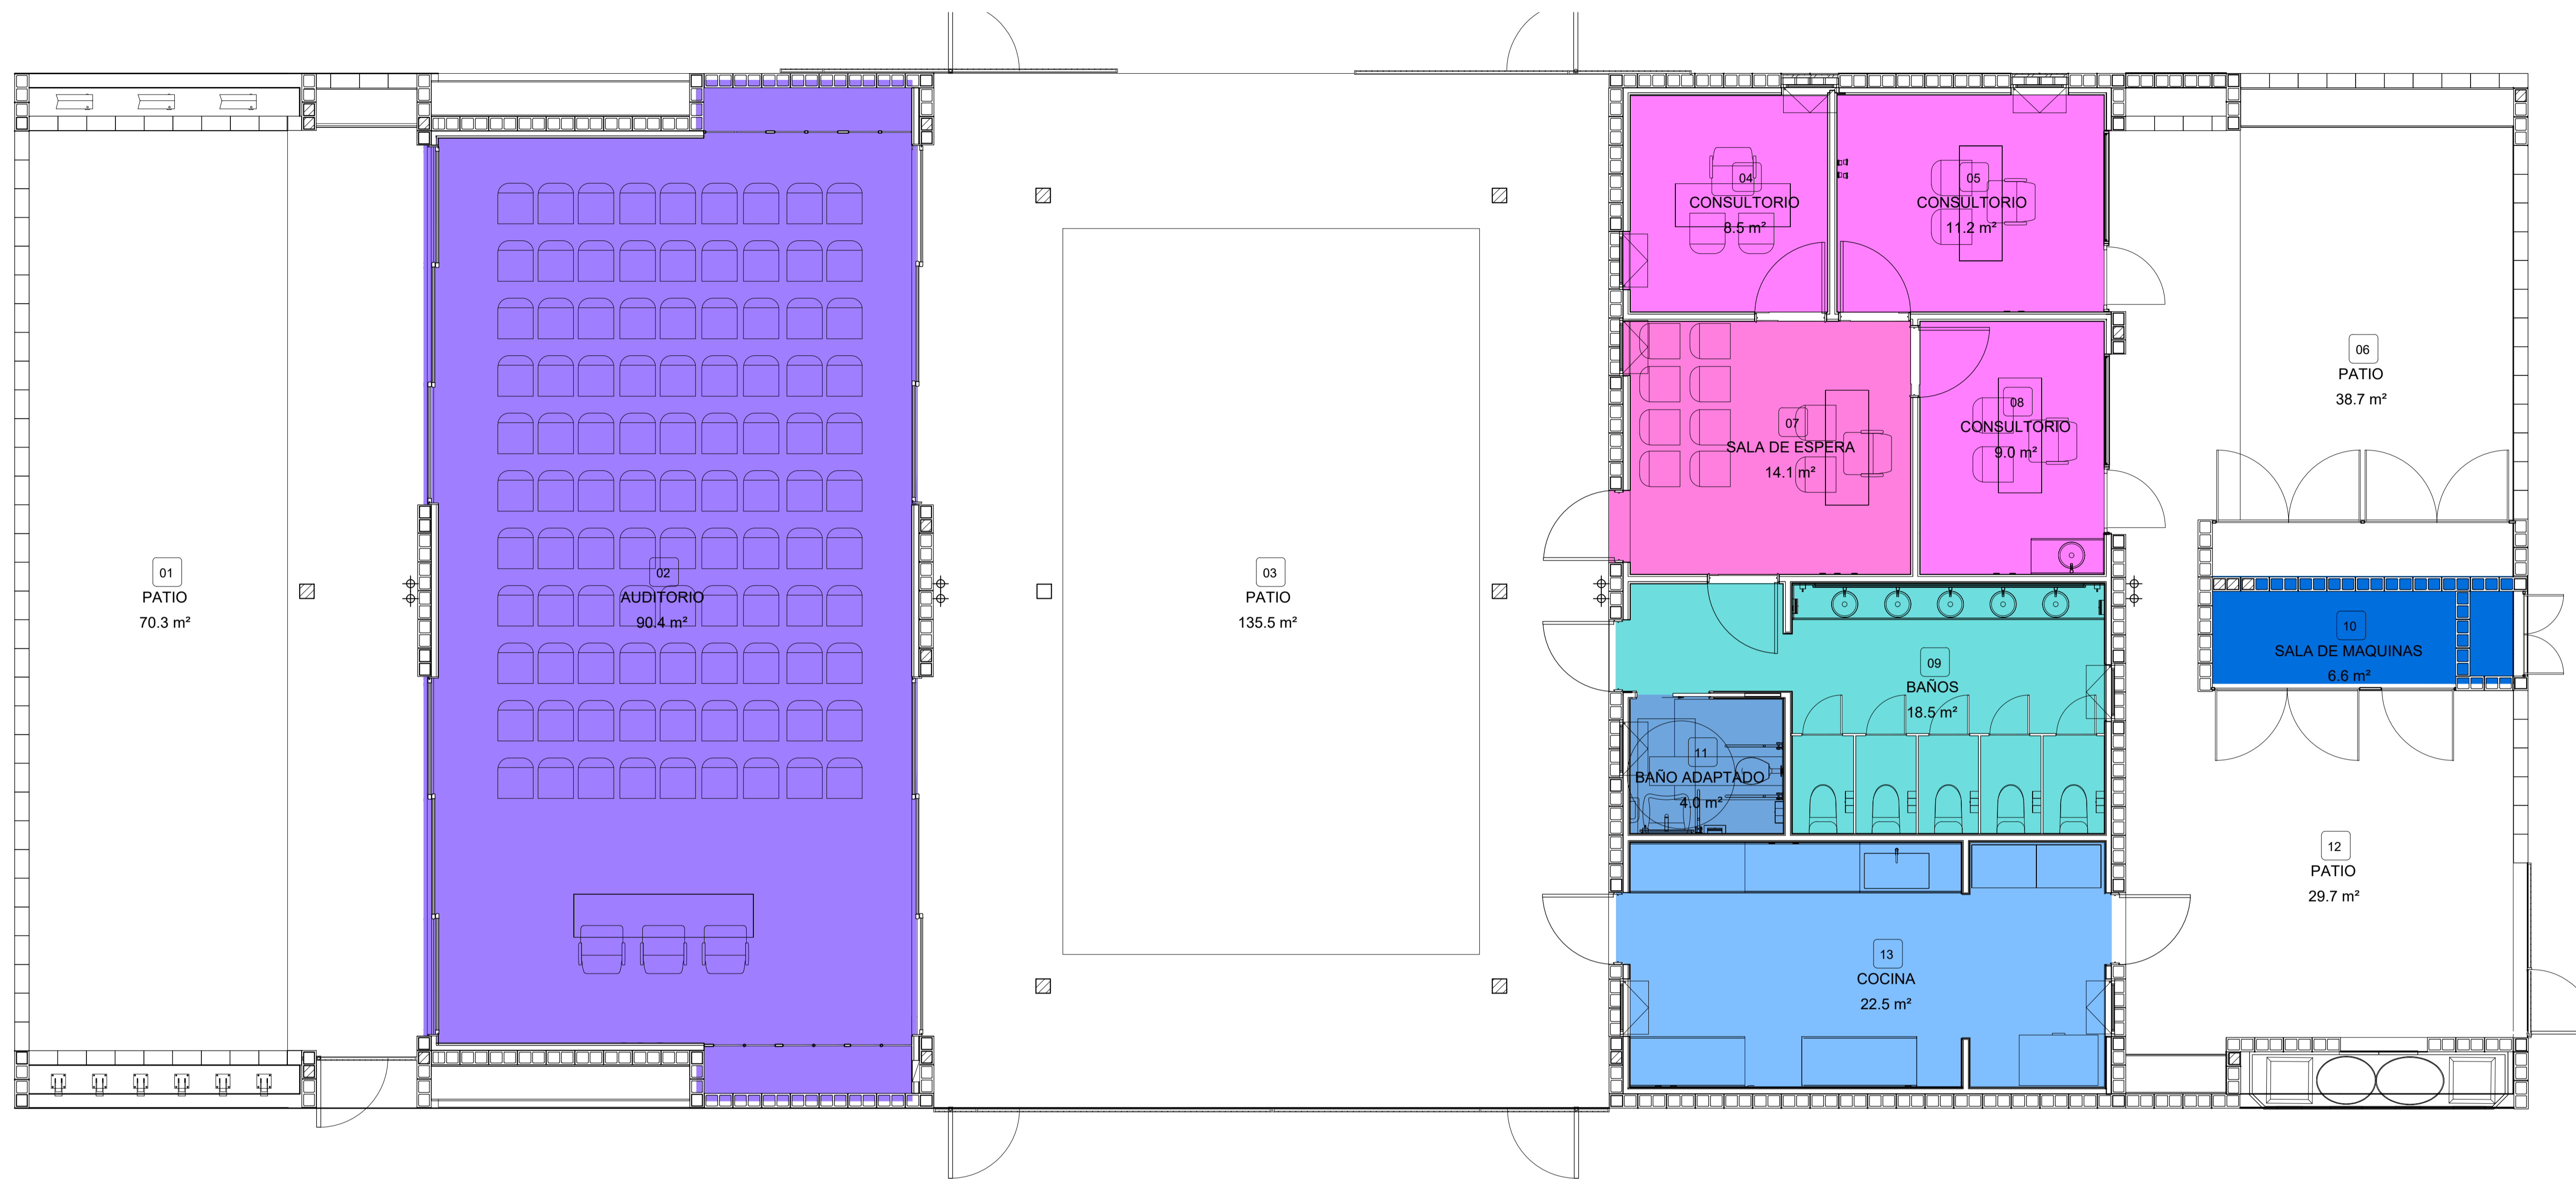 01
PATIO
70.3 m²
02
AUDITORIO
90.4 m²
03
PATIO
135.5 m²
04
CONSULTORIO
8.5 m²
05
CONSULTORIO
11.2 m²
06
PATIO
38.7 m²
07
SALA DE ESPERA
14.1 m²
08
CONSULTORIO
9.0 m²
09
BAÑOS
18.5 m²
10
SALA DE MAQUINAS
6.6 m²
11
BAÑO ADAPTADO
4.0 m²
12
PATIO
29.7 m²
13
COCINA
22.5 m²